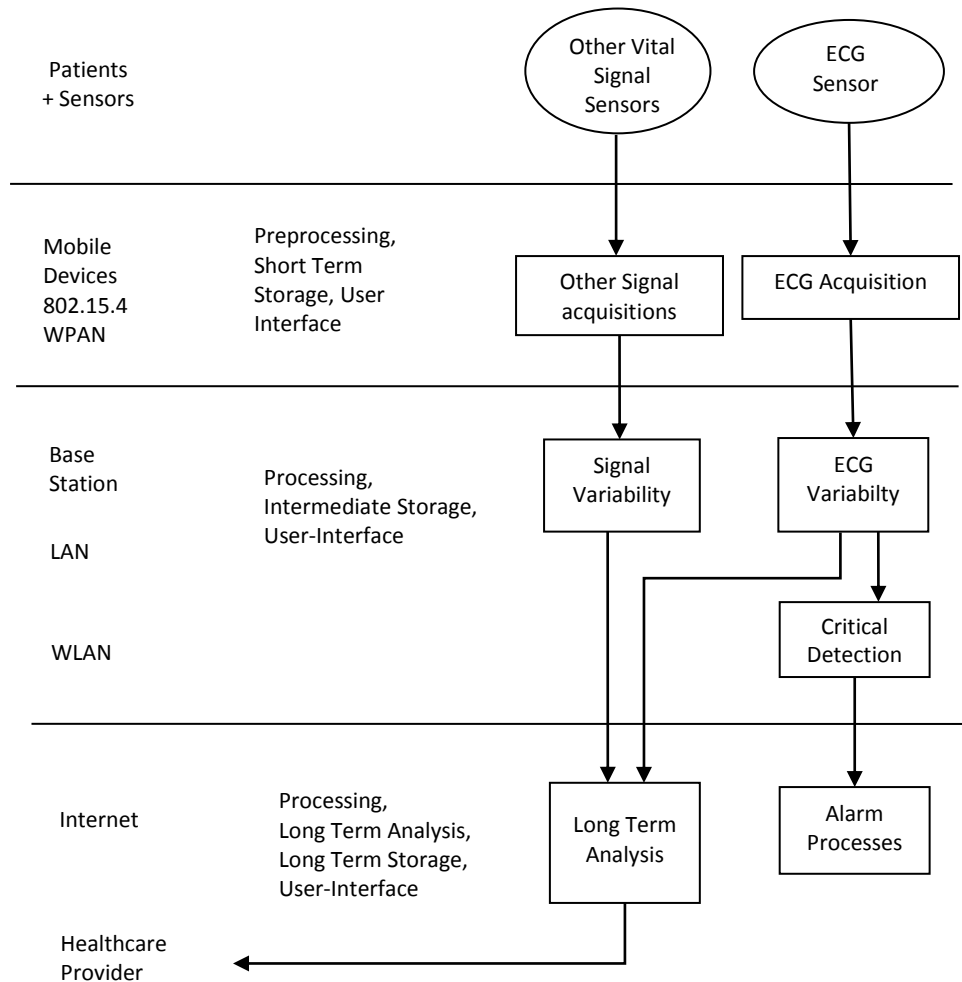 Patients
+ Sensors
Other Vital
Signal
Sensors
ECG
Sensor
Mobile
Devices
802.15.4
WPAN
Preprocessing,
Short Term
Storage, User
Interface
Other Signal
acquisitions
ECG Acquisition
Base
Station
LAN
WLAN
Processing,
Intermediate Storage,
User-Interface
Signal
Variability
ECG
Variabilty
Critical
Detection
Internet
Processing,
Long Term Analysis,
Long Term Storage,
User-Interface
Long Term
Analysis
Alarm
Processes
Healthcare
Provider